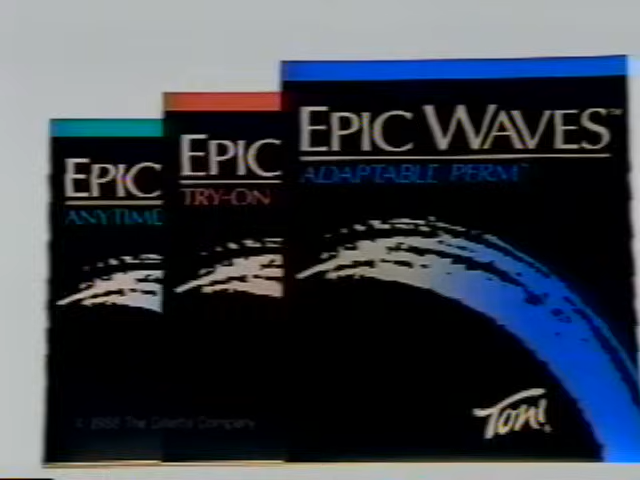 EPIC WAVES™
ADAPTABLE PERM™
EPIC
TRY-ON
EPIC
ANYTIME
© 1988 The Gillette Company
Toni